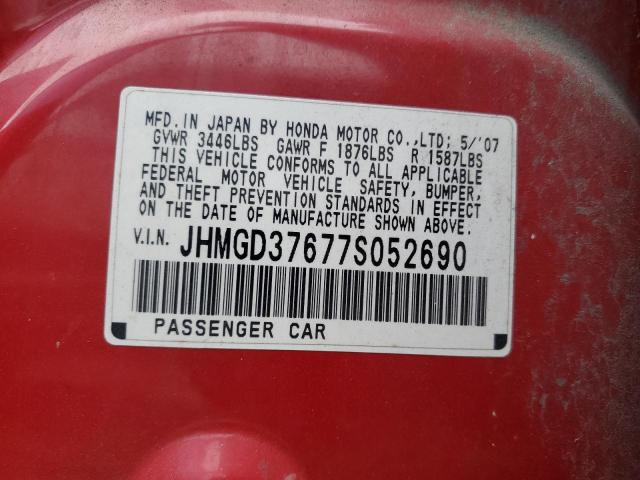 MFD. IN JAPAN BY HONDA MOTOR CO.,LTD; 5/'07
GVWR 3446LBS GAWR F 1876LBS R 1587LBS
THIS VEHICLE CONFORMS TO ALL APPLICABLE
FEDERAL MOTOR VEHICLE SAFETY, BUMPER,
AND THEFT PREVENTION STANDARDS IN EFFECT
ON THE DATE OF MANUFACTURE SHOWN ABOVE.
V.I.N. JHMGD37677S052690
PASSENGER CAR